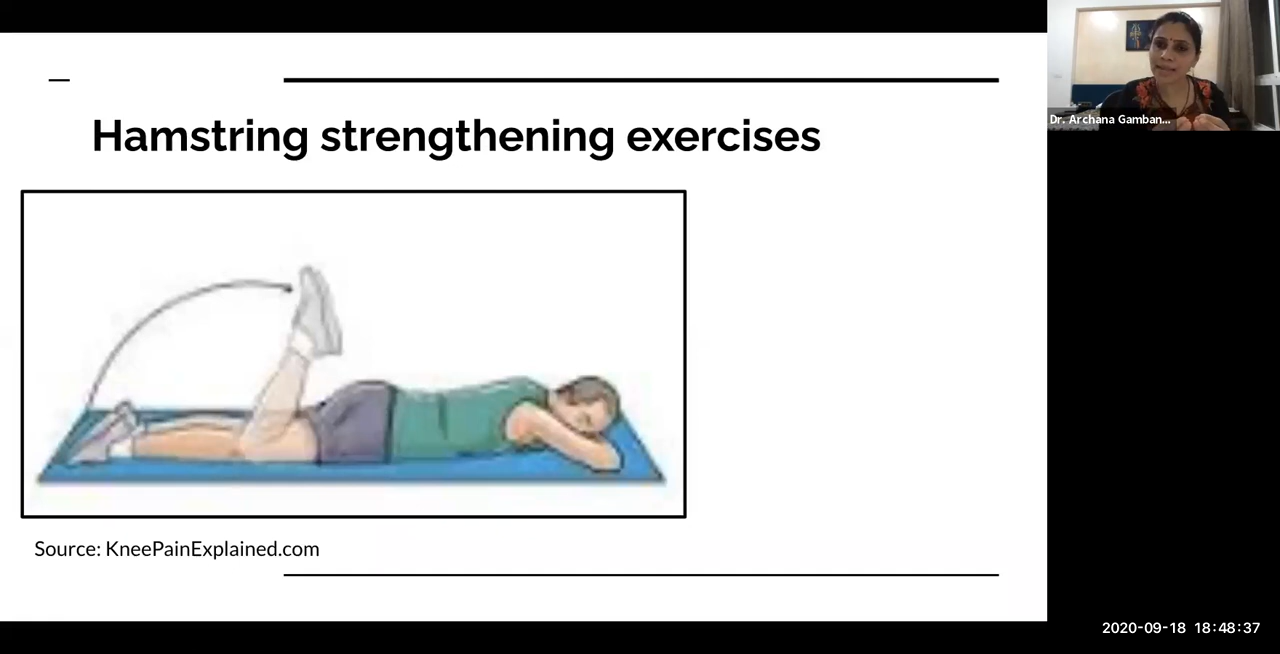 Hamstring strengthening exercises
Source: KneePainExplained.com
Dr. Archana Gamban...
2020-09-18 18:48:37